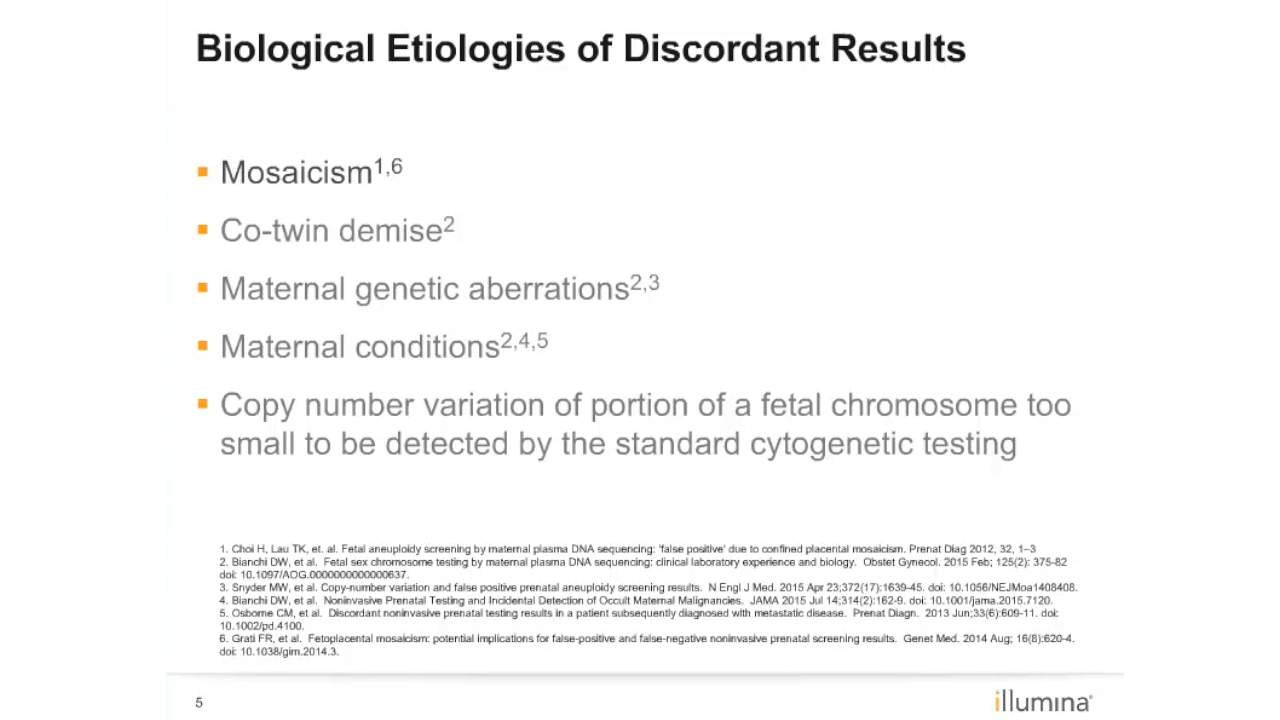 Biological Etiologies of Discordant Results
▪ Mosaicism1,6
▪ Co-twin demise2
▪ Maternal genetic aberrations2,3
▪ Maternal conditions2,4,5
▪ Copy number variation of portion of a fetal chromosome too
small to be detected by the standard cytogenetic testing
1. Choi H, Lau TK, et. al. Fetal aneuploidy screening by maternal plasma DNA sequencing: 'false positive' due to confined placental mosaicism. Prenat Diag 2012, 32, 1–3
2. Bianchi DW, et al. Fetal sex chromosome testing by maternal plasma DNA sequencing: clinical laboratory experience and biology. Obstet Gynecol. 2015 Feb; 125(2): 375-82
doi: 10.1097/AOG.0000000000000637.
3. Snyder MW, et al. Copy-number variation and false positive prenatal aneuploidy screening results. N Engl J Med. 2015 Apr 23;372(17):1639-45. doi: 10.1056/NEJMoa1408408.
4. Bianchi DW, et al. Noninvasive Prenatal Testing and Incidental Detection of Occult Maternal Malignancies. JAMA 2015 Jul 14;314(2):162-9. doi: 10.1001/jama.2015.7120.
5. Osborne CM, et al. Discordant noninvasive prenatal testing results in a patient subsequently diagnosed with metastatic disease. Prenat Diagn. 2013 Jun;33(6):609-11. doi:
10.1002/pd.4100.
6. Grati FR, et al. Fetoplacental mosaicism: potential implications for false-positive and false-negative noninvasive prenatal screening results. Genet Med. 2014 Aug; 16(8):620-4.
doi: 10.1038/gim.2014.3.
5
illumina®